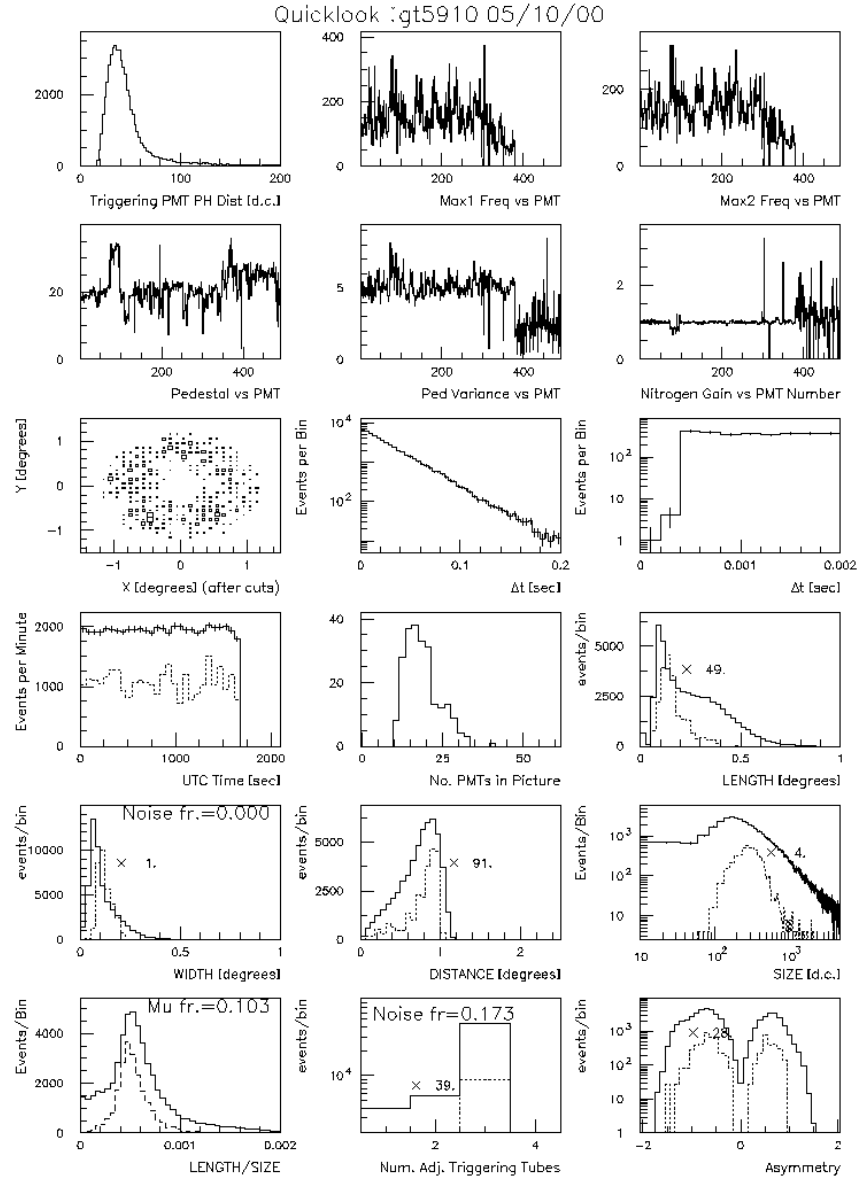 Quicklook :gt5910 05/10/00
2000
0
0 200
Triggering PMT PH Dist [d.c.]
400
200
0
200 400
Max1 Freq vs PMT
200
0
200 400
Max2 Freq vs PMT
20
0
200 400
Pedestal vs PMT
5
0
200 400
Ped Variance vs PMT
2
0
200 400
Nitrogen Gain vs PMT Number
Y [degrees]
1
0
-1
-1 0 1
X [degrees] (after cuts)
Events per Bin
10^4
10^2
0 0.1 0.2
Δt [sec]
Events per Bin
10^2
10
1
0 0.001 0.002
Δt [sec]
Events per Minute
2000
1000
0
0 1000 2000
UTC Time [sec]
40
20
0
0 25 50
No. PMTs in Picture
events/bin
5000
2500
0
49.
0 0.5 1
LENGTH [degrees]
events/bin
Noise fr.=0.000
10000
5000
0
1.
0 0.5 1
WIDTH [degrees]
events/bin
5000
2500
0
91.
0 1 2
DISTANCE [degrees]
Events/bin
10^3
10^2
10
4.
10 10^2 10^3
SIZE [d.c.]
Events/Bin
Mu fr.=0.103
4000
2000
0
0 0.001 0.002
LENGTH/SIZE
events/bin
Noise fr=0.173
10^4
39.
2 4
Num. Adj. Triggering Tubes
events/bin
10^3
10^2
10
1
-28.
-2 0 2
Asymmetry